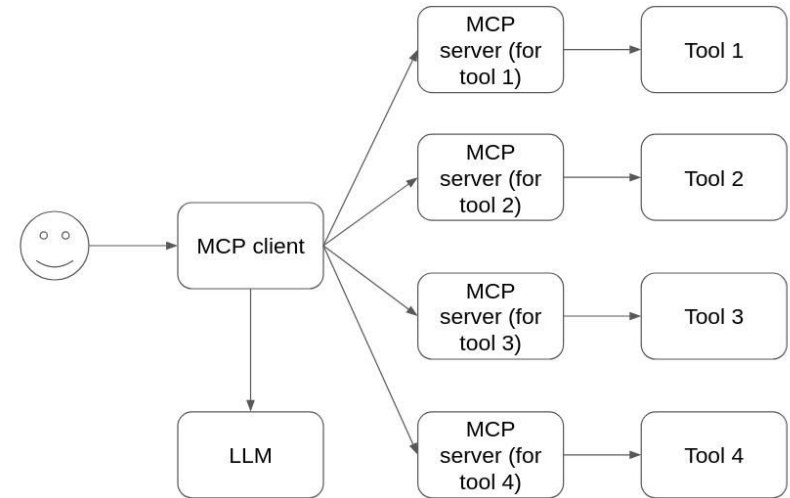 MCP
server (for
tool 1)
Tool 1
MCP
server (for
tool 2)
Tool 2
MCP client
MCP
server (for
tool 3)
Tool 3
LLM
MCP
server (for
tool 4)
Tool 4